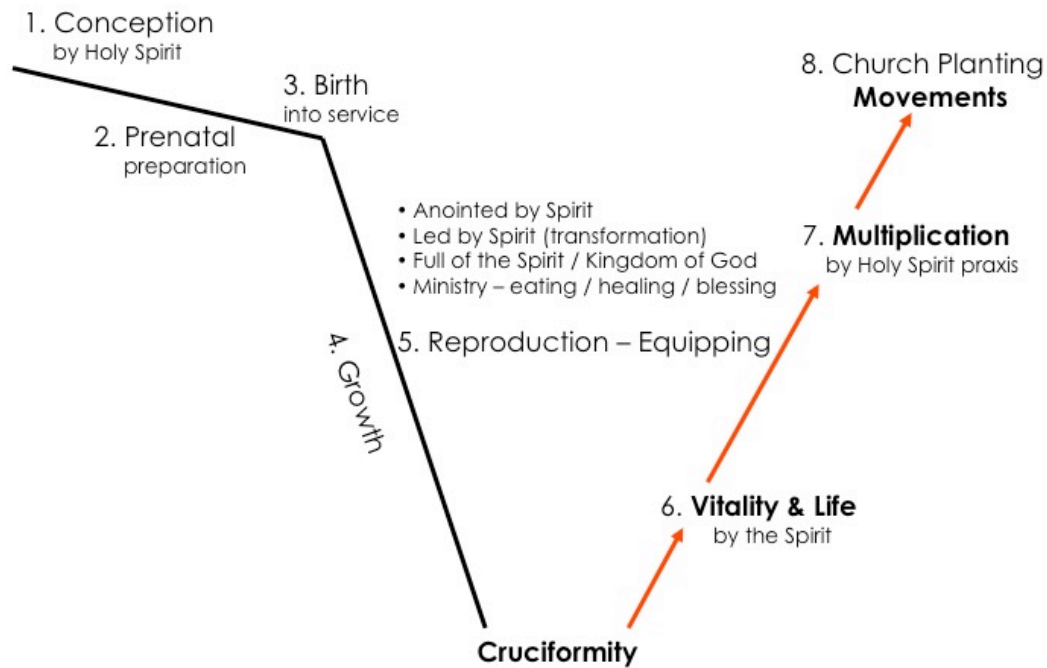 1. Conception
by Holy Spirit
2. Prenatal
preparation
3. Birth
into service
• Anointed by Spirit
• Led by Spirit (transformation)
• Full of the Spirit / Kingdom of God
• Ministry – eating / healing / blessing
4. Growth
5. Reproduction – Equipping
Cruciformity
6. Vitality & Life
by the Spirit
7. Multiplication
by Holy Spirit praxis
8. Church Planting
Movements